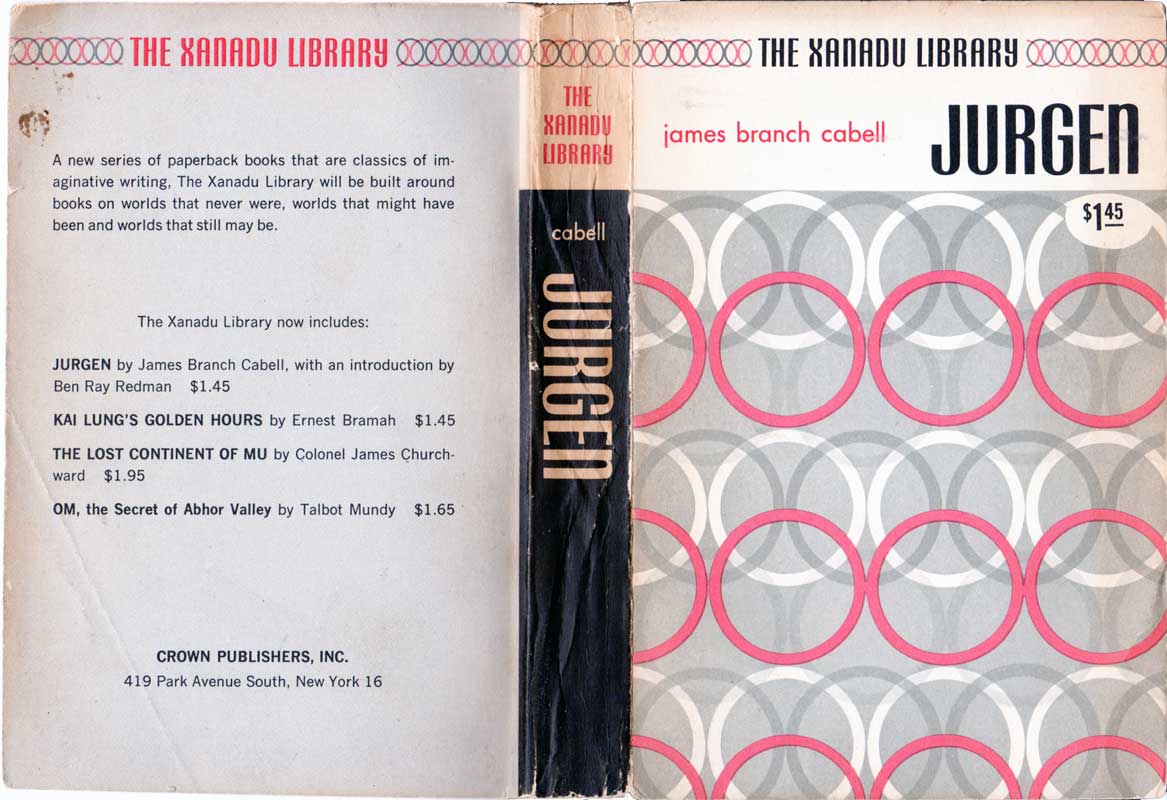 THE XANADU LIBRARY
A new series of paperback books that are classics of im-
aginative writing, The Xanadu Library will be built around
books on worlds that never were, worlds that might have
been and worlds that still may be.
The Xanadu Library now includes:
JURGEN by James Branch Cabell, with an introduction by
Ben Ray Redman $1.45
KAI LUNG'S GOLDEN HOURS by Ernest Bramah $1.45
THE LOST CONTINENT OF MU by Colonel James Church-
ward $1.95
OM, the Secret of Abhor Valley by Talbot Mundy $1.65
CROWN PUBLISHERS, INC.
419 Park Avenue South, New York 16
THE
XANADU
LIBRARY
cabell
JURGEN
THE XANADU LIBRARY
james branch cabell
JURGEN
$1.45